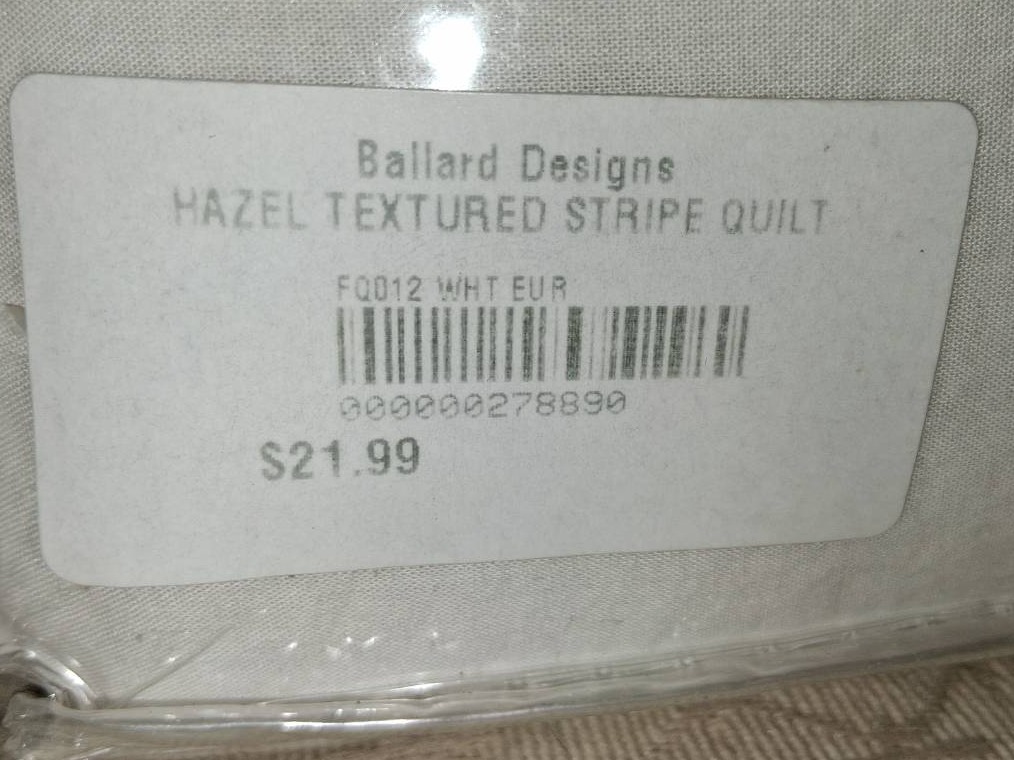 Ballard Designs
HAZEL TEXTURED STRIPE QUILT
FQ012 WHT EUR
000000278890
$21.99